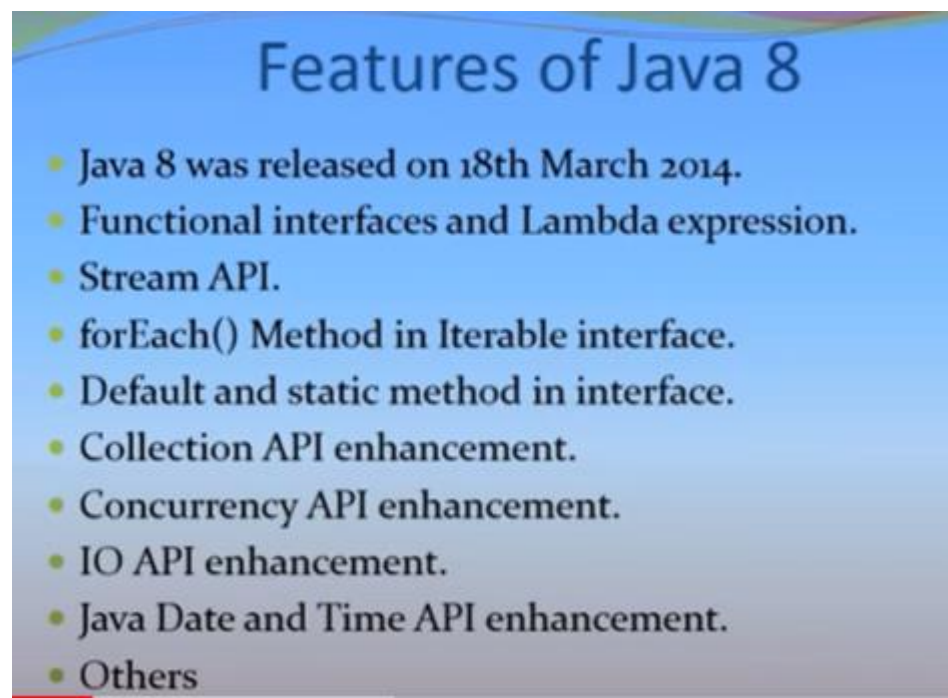 Features of Java 8
Java 8 was released on 18th March 2014.
Functional interfaces and Lambda expression.
Stream API.
forEach() Method in Iterable interface.
Default and static method in interface.
Collection API enhancement.
Concurrency API enhancement.
IO API enhancement.
Java Date and Time API enhancement.
Others